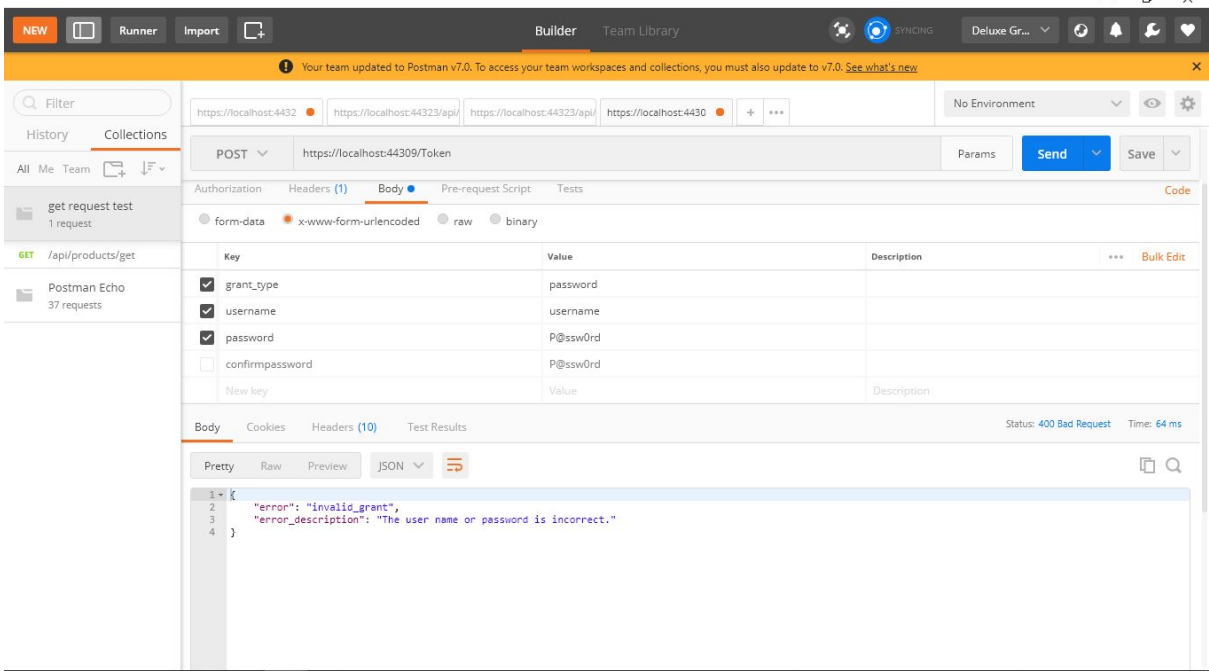 NEW Runner Import Builder Team Library SYNCING Deluxe Gr...
Your team updated to Postman v7.0. To access your team workspaces and collections, you must also update to v7.0. See what's new
Filter
History Collections
All Me Team
get request test
1 request
GET /api/products/get
Postman Echo
37 requests
https://localhost:4432 https://localhost:44323/api/ https://localhost:44323/api/ https://localhost:4430 + ••• No Environment
POST https://localhost:44309/Token Params Send Save
Authorization Headers (1) Body Pre-request Script Tests Code
form-data x-www-form-urlencoded raw binary
Key Value Description ••• Bulk Edit
grant_type password
username username
password P@ssw0rd
confirmpassword P@ssw0rd
New key Value Description
Body Cookies Headers (10) Test Results Status: 400 Bad Request Time: 64 ms
Pretty Raw Preview JSON
1 {
2 "error": "invalid_grant",
3 "error_description": "The user name or password is incorrect."
4 }